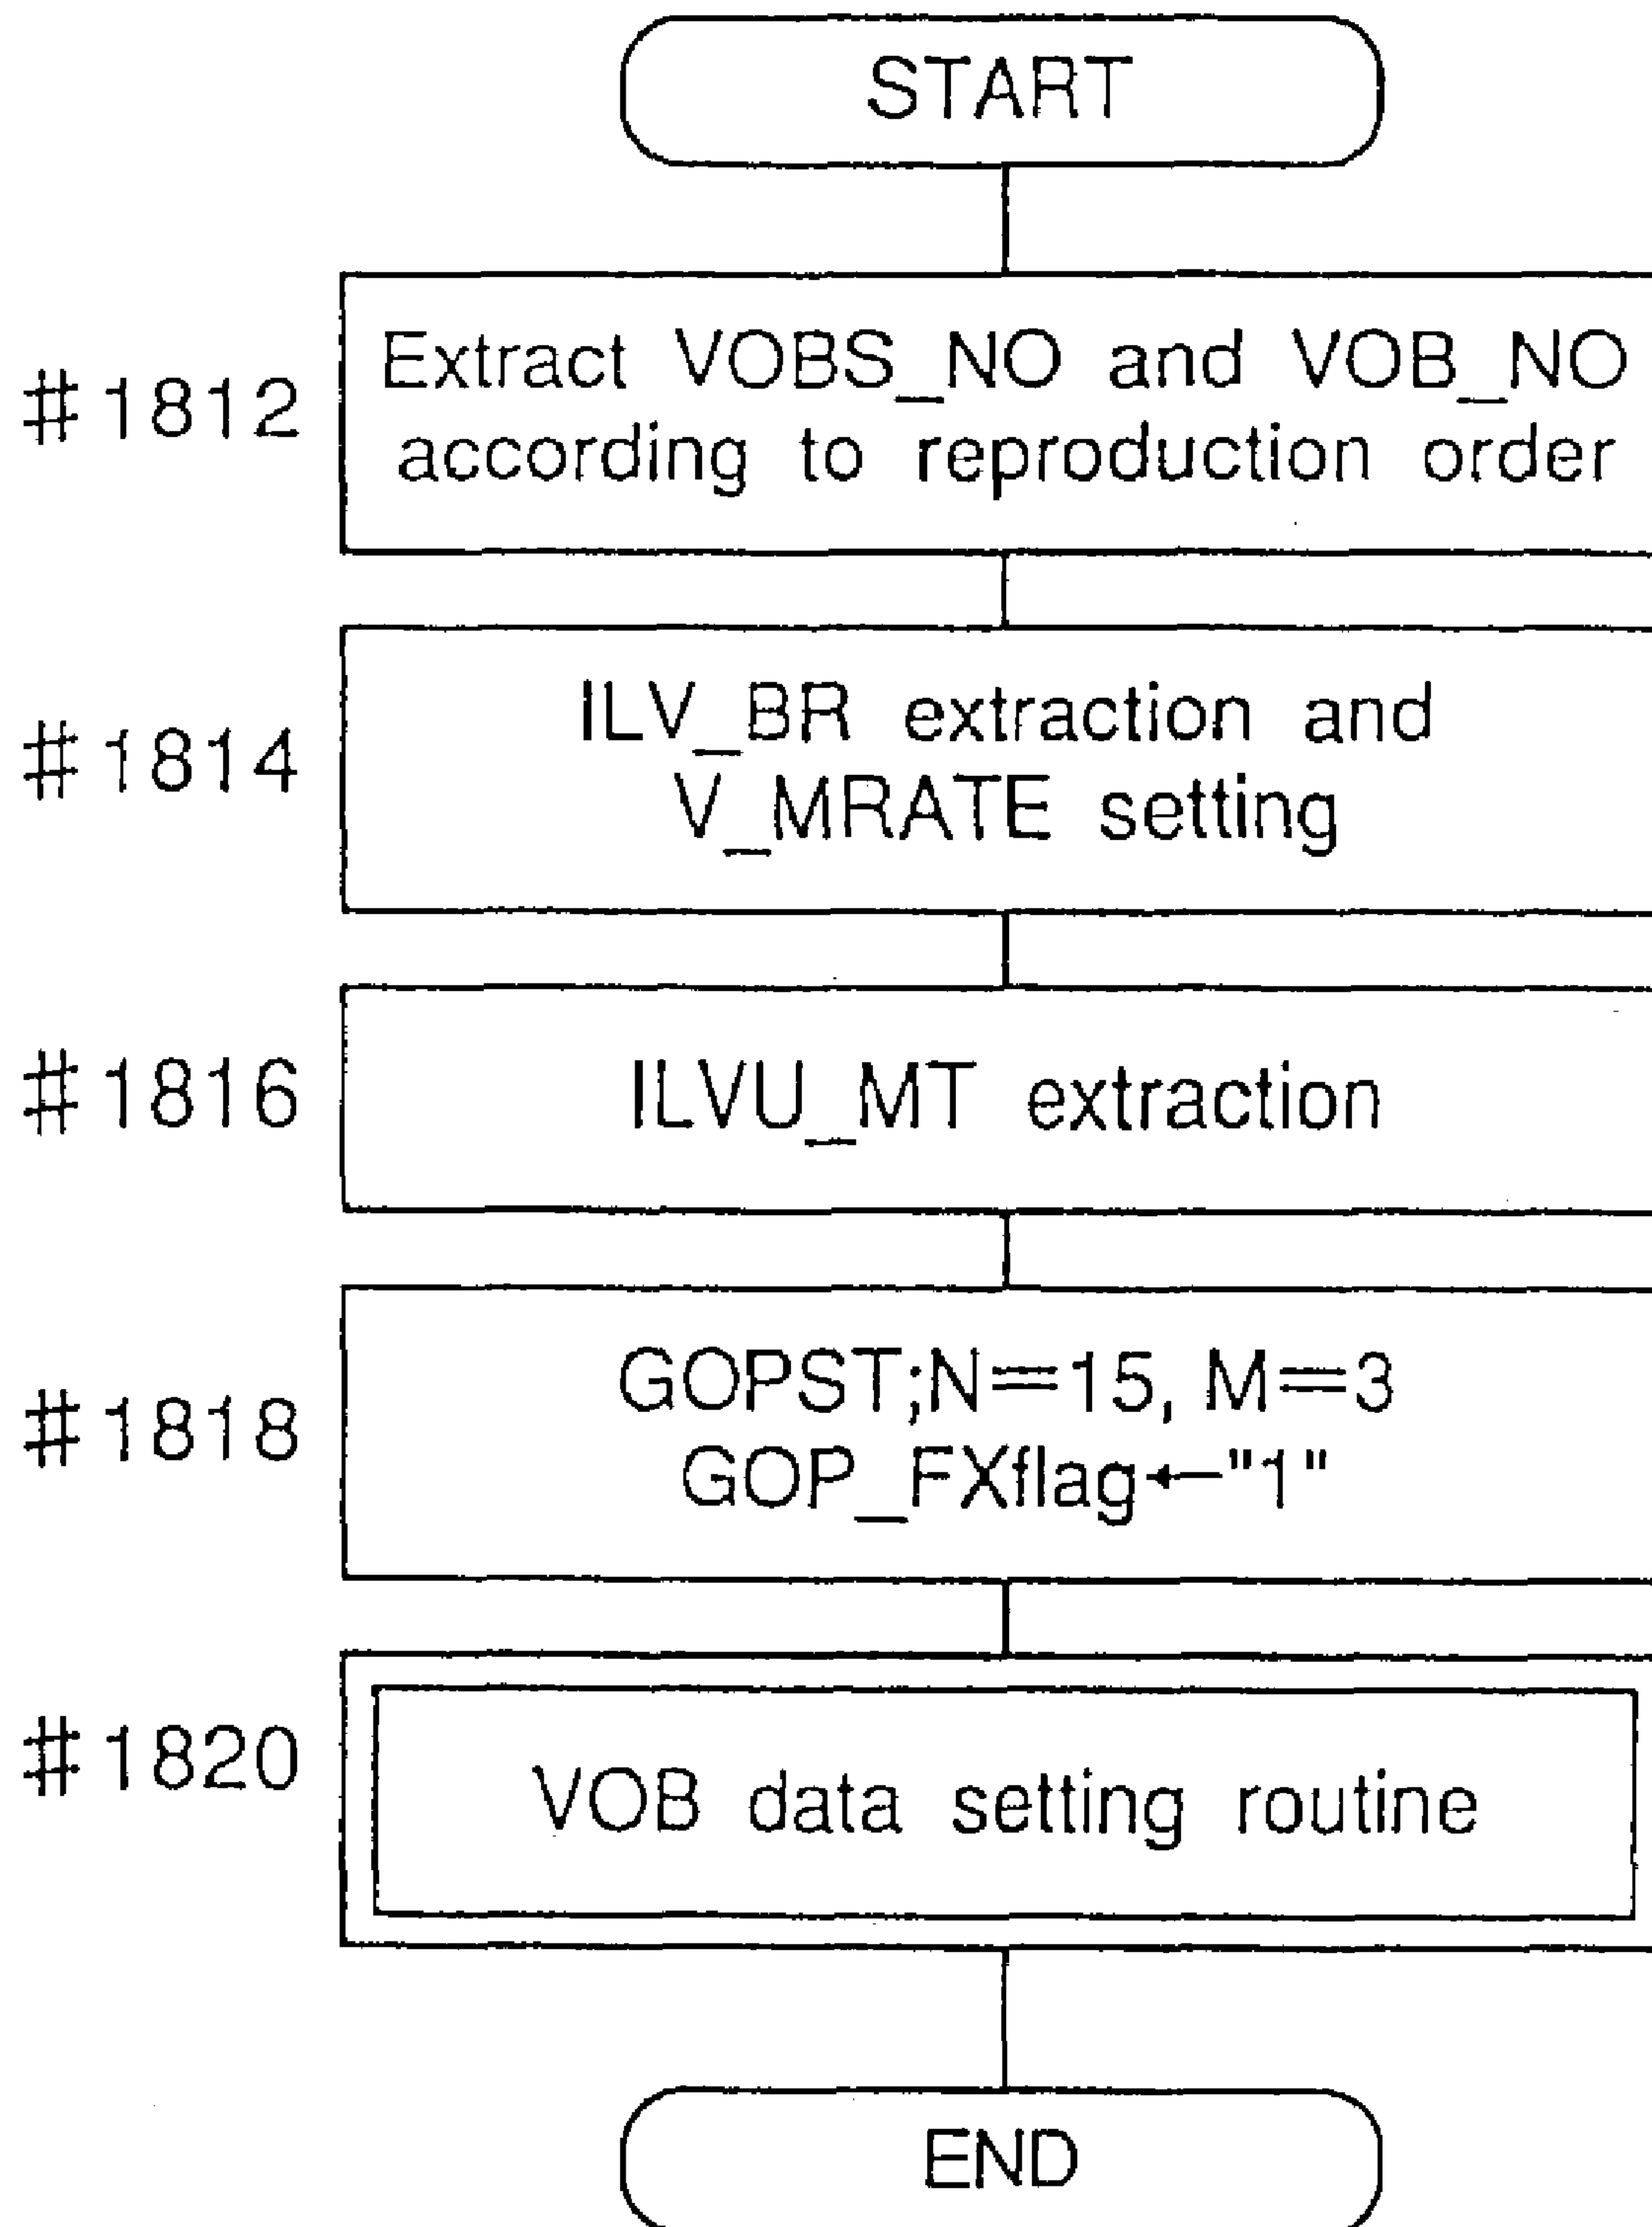 START
#1812
Extract VOBS_NO and VOB_NO
according to reproduction order
#1814
ILV_BR extraction and
V_MRATE setting
#1816
ILVU_MT extraction
#1818
GOPST;N=15, M=3
GOP_FXflag←"1"
#1820
VOB data setting routine
END